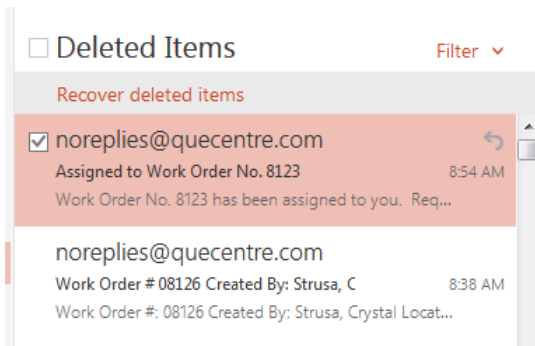 Deleted Items
Filter
Recover deleted items
noreplies@quecentre.com
Assigned to Work Order No. 8123 8:54 AM
Work Order No. 8123 has been assigned to you. Req...
noreplies@quecentre.com
Work Order # 08126 Created By: Strusa, C 8:38 AM
Work Order #: 08126 Created By: Strusa, Crystal Locat...